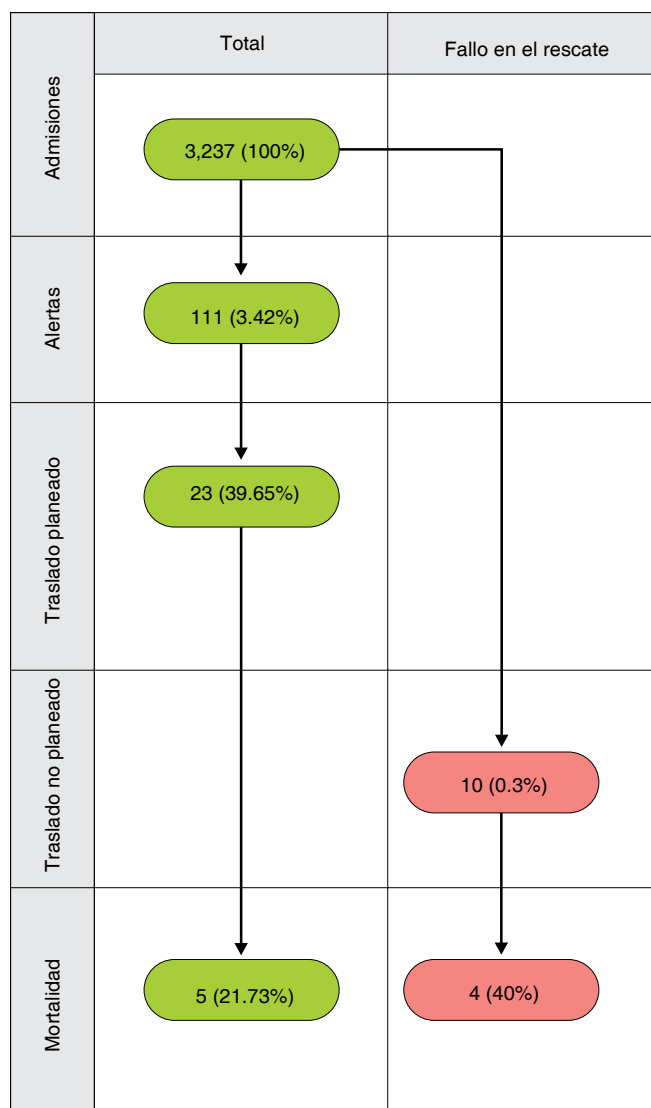 Total
Fallo en el rescate
Admisiones
3,237 (100%)
Alertas
111 (3.42%)
Traslado planeado
23 (39.65%)
Traslado no planeado
10 (0.3%)
Mortalidad
5 (21.73%)
4 (40%)